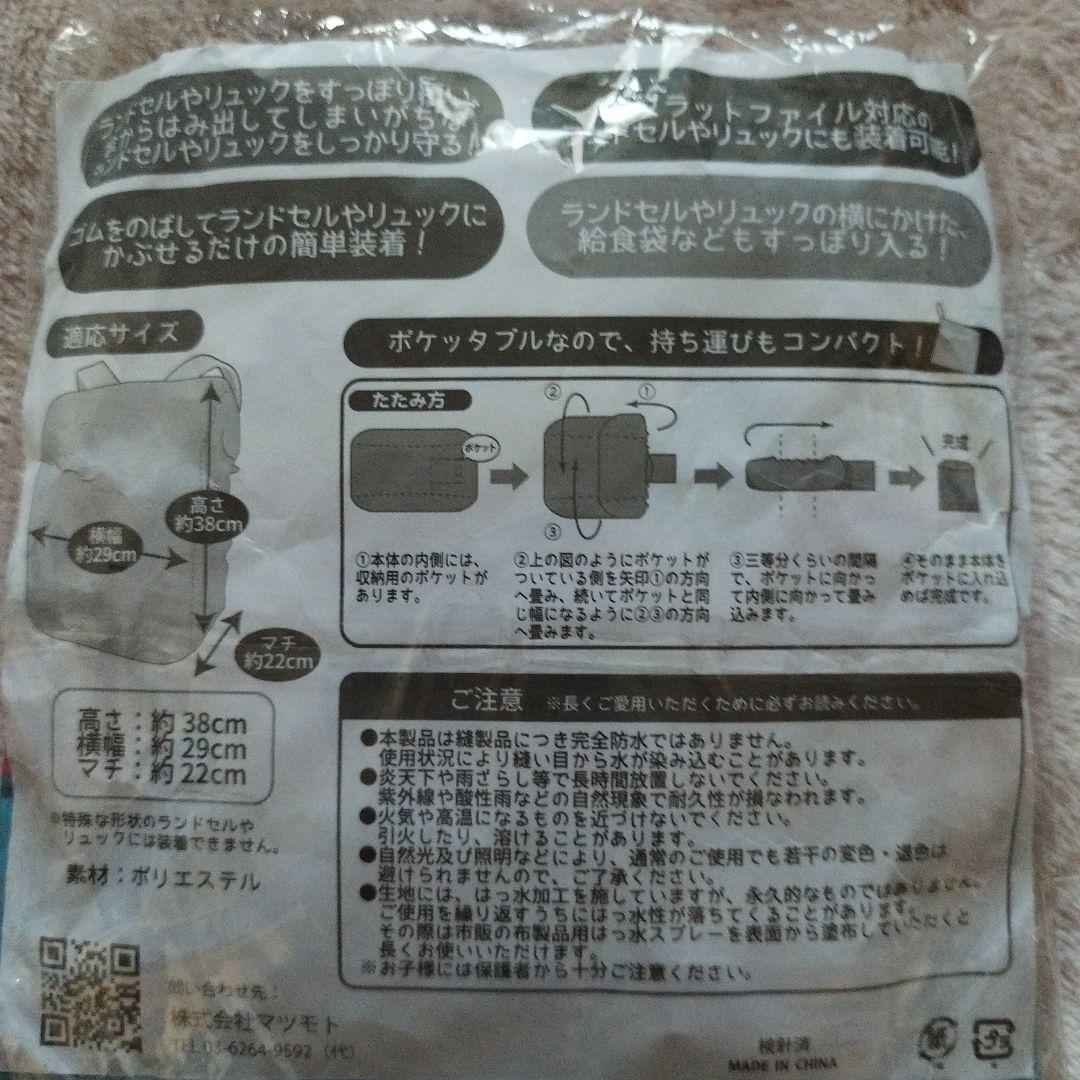 ランドセルやリュックをすっぽり
からはみ出してしまいがちな
ランドセルやリュックをしっかり守る!
ラットファイル対応の
ドセルやリュックにも装着可能!
ゴムをのばしてランドセルやリュックに
かぶせるだけの簡単装着!
ランドセルやリュックの横にかけた、
給食袋などもすっぽり入る!
適応サイズ
高さ
約38cm
横幅
約29cm
マチ
約22cm
高さ:約 38cm
横幅:約 29cm
マチ:約 22cm
※特殊な形状のランドセルや
リュックには装着できません。
素材:ポリエステル
ポケッタブルなので、持ち運びもコンパクト!
たたみ方
ポケット
② ①
③
完成
①本体の内側には、
収納用のポケットが
あります。
②上の図のようにポケットが
ついている側を矢印①の方向
へ畳み、続いてポケットと同
じ幅になるように②③の方向
へ畳みます。
③三等分くらいの間隔
で、ポケットに向かっ
て内側に向かって畳み
込みます。
④そのまま本体を
ポケットに入れ込
めば完成です。
ご注意 ※長くご愛用いただくために必ずお読みください。
●本製品は縫製品につき完全防水ではありません。
使用状況により縫い目から水が染み込むことがあります。
●炎天下や雨ざらし等で長時間放置しないでください。
紫外線や酸性雨などの自然現象で耐久性が損なわれます。
●火気や高温になるものを近づけないでください。
引火したり、溶けることがあります。
●自然光及び照明などにより、通常のご使用でも若干の変色・退色は
避けられませんので、ご了承ください。
●生地には、はっ水加工を施していますが、永久的なものではありません。
ご使用を繰り返すうちにはっ水性が落ちてくることがあります。
その際は市販の布製品用はっ水スプレーを表面から塗布していただくと
長くお使いいただけます。
※お子様には保護者から十分ご注意ください。
問い合わせ先:
株式会社マツモト
TEL.03-6264-9592 (代)
検針済
MADE IN CHINA
紙
プラ